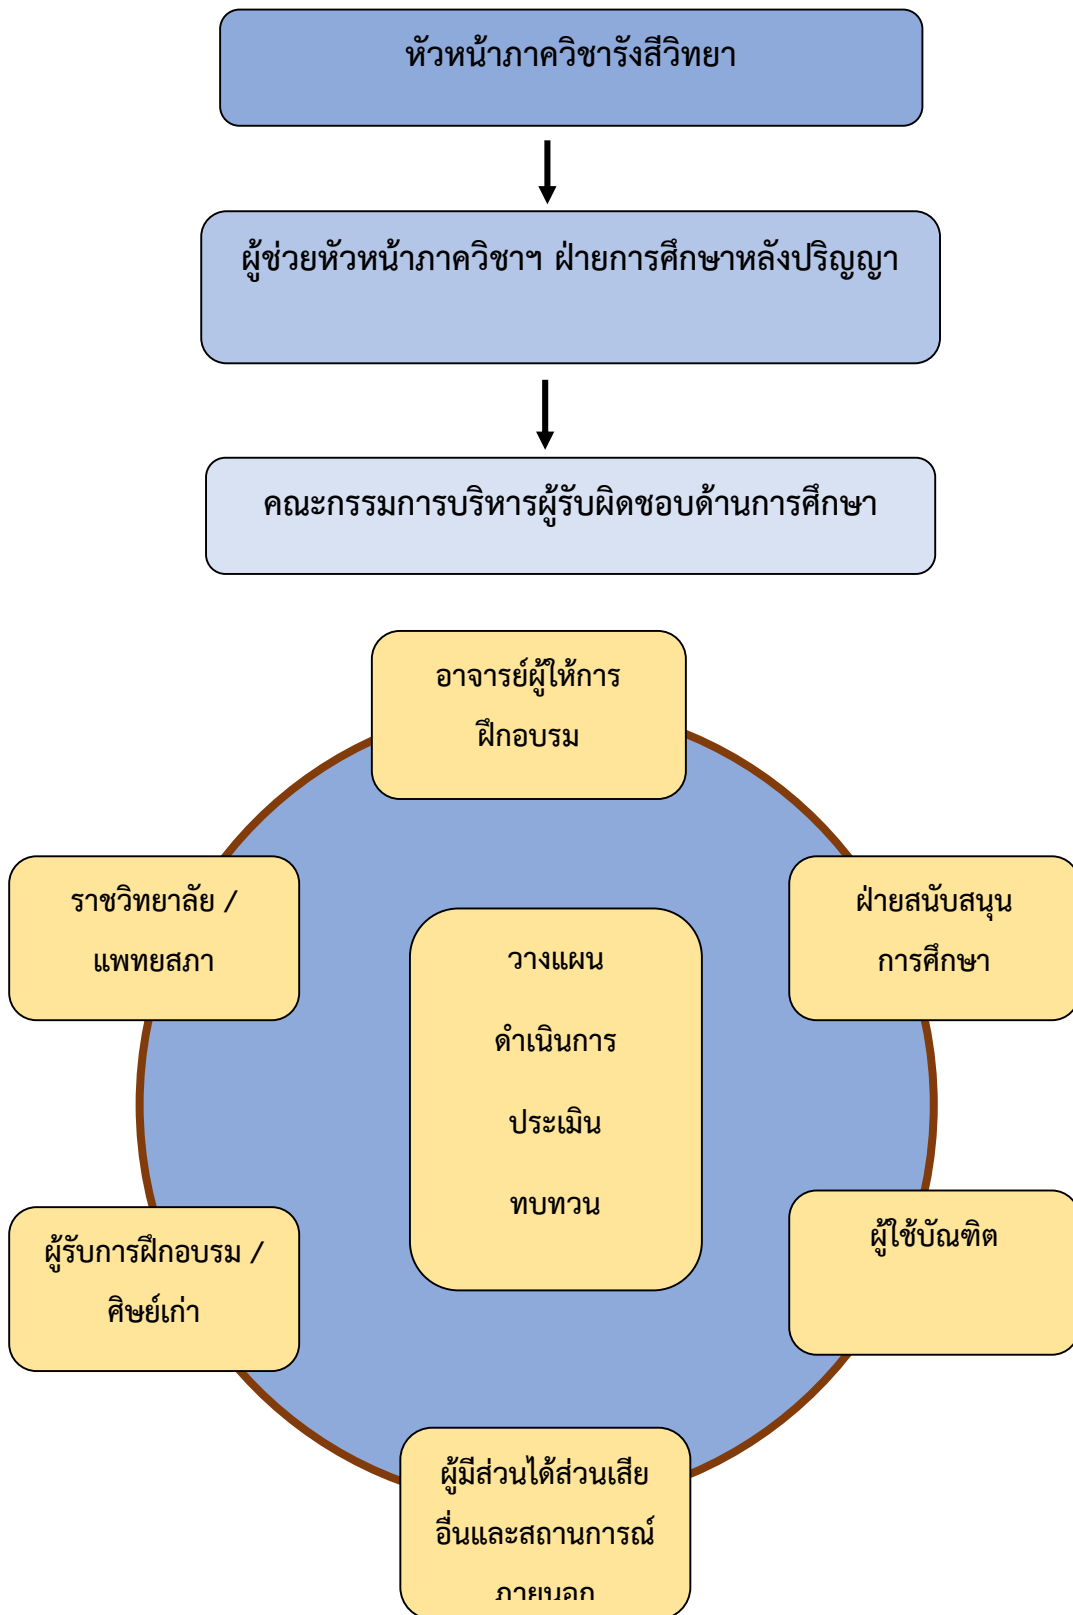 หัวหน้าภาควิชารังสีวิทยา
ผู้ช่วยหัวหน้าภาควิชาฯ ฝ่ายการศึกษาหลังปริญญา
คณะกรรมการบริหารผู้รับผิดชอบด้านการศึกษา
อาจารย์ผู้ให้การ
ฝึกอบรม
ราชวิทยาลัย /
แพทยสภา
ฝ่ายสนับสนุน
การศึกษา
วางแผน
ดำเนินการ
ประเมิน
ทบทวน
ผู้รับการฝึกอบรม /
ศิษย์เก่า
ผู้ใช้บัณฑิต
ผู้มีส่วนได้ส่วนเสีย
อื่นและสถานการณ์
ภายนอก